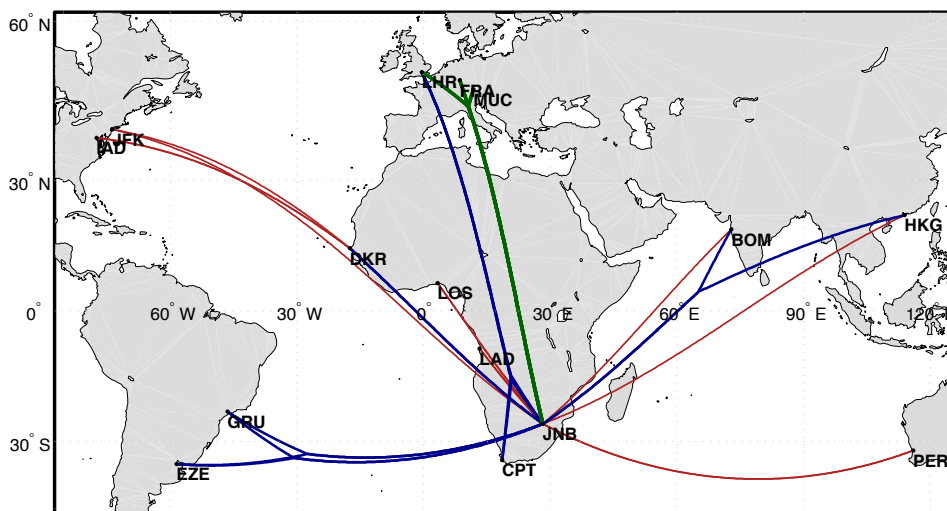 60° N
LHR
FRA
MUC
JFK
IAD
30° N
HKG
BOM
DKR
LOS
0°
60° W
30° W
0°
30° E
60° E
90° E
120° E
LAD
GRU
JNB
30° S
PER
CPT
EZE